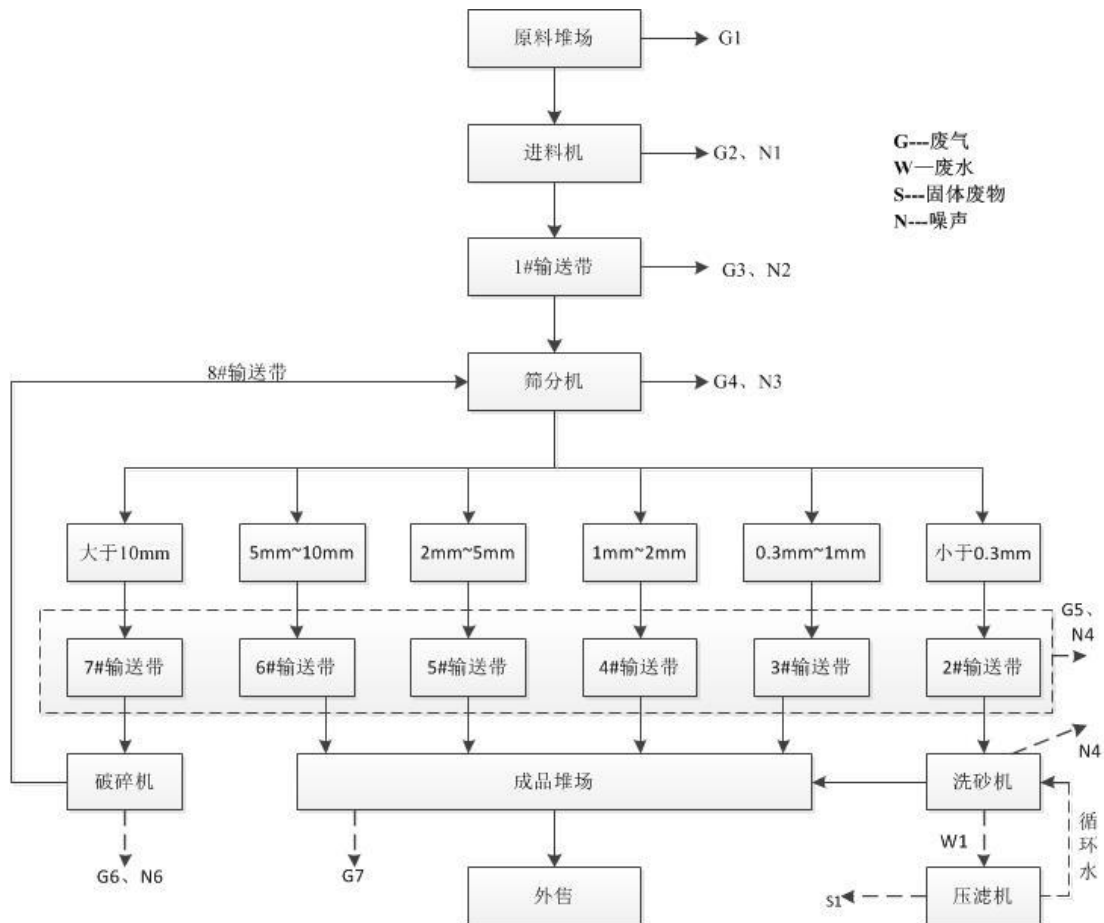 原料堆场
G1
进料机
G2、N1
G---废气
W—废水
S---固体废物
N---噪声
1#输送带
G3、N2
8#输送带
筛分机
G4、N3
大于10mm
5mm~10mm
2mm~5mm
1mm~2mm
0.3mm~1mm
小于0.3mm
G5、
N4
7#输送带
6#输送带
5#输送带
4#输送带
3#输送带
2#输送带
N4
破碎机
成品堆场
洗砂机
循
环
水
W1
G6、N6
G7
外售
S1
压滤机